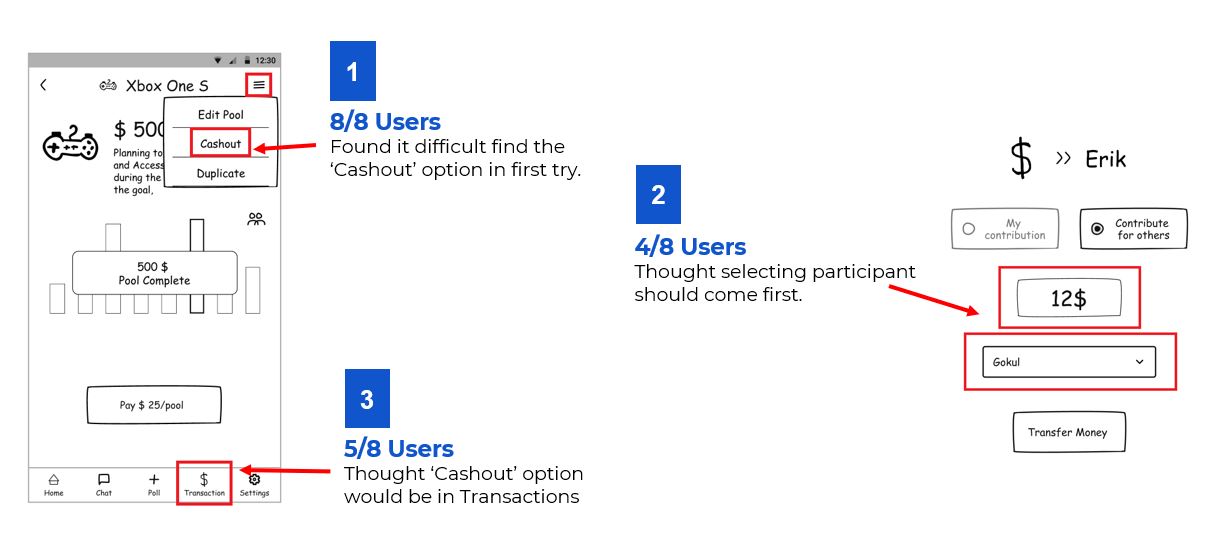 12:30
Xbox One S
Edit Pool
Cashout
Duplicate
$ 500
Planning to
and Access
during the
the goal,
500 $
Pool Complete
Pay $ 25/pool
Home
Chat
Poll
$
Transaction
Settings
1
8/8 Users
Found it difficult find the
‘Cashout’ option in first try.
3
5/8 Users
Thought ‘Cashout’ option
would be in Transactions
2
4/8 Users
Thought selecting participant
should come first.
$ >> Erik
My
contribution
Contribute
for others
12$
Gokul
Transfer Money